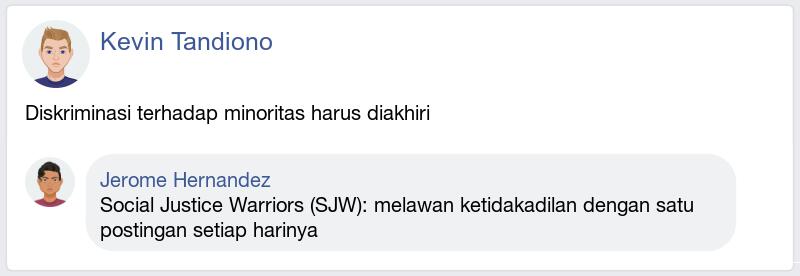 Kevin Tandiono
Diskriminasi terhadap minoritas harus diakhiri
Jerome Hernandez
Social Justice Warriors (SJW): melawan ketidakadilan dengan satu
postingan setiap harinya